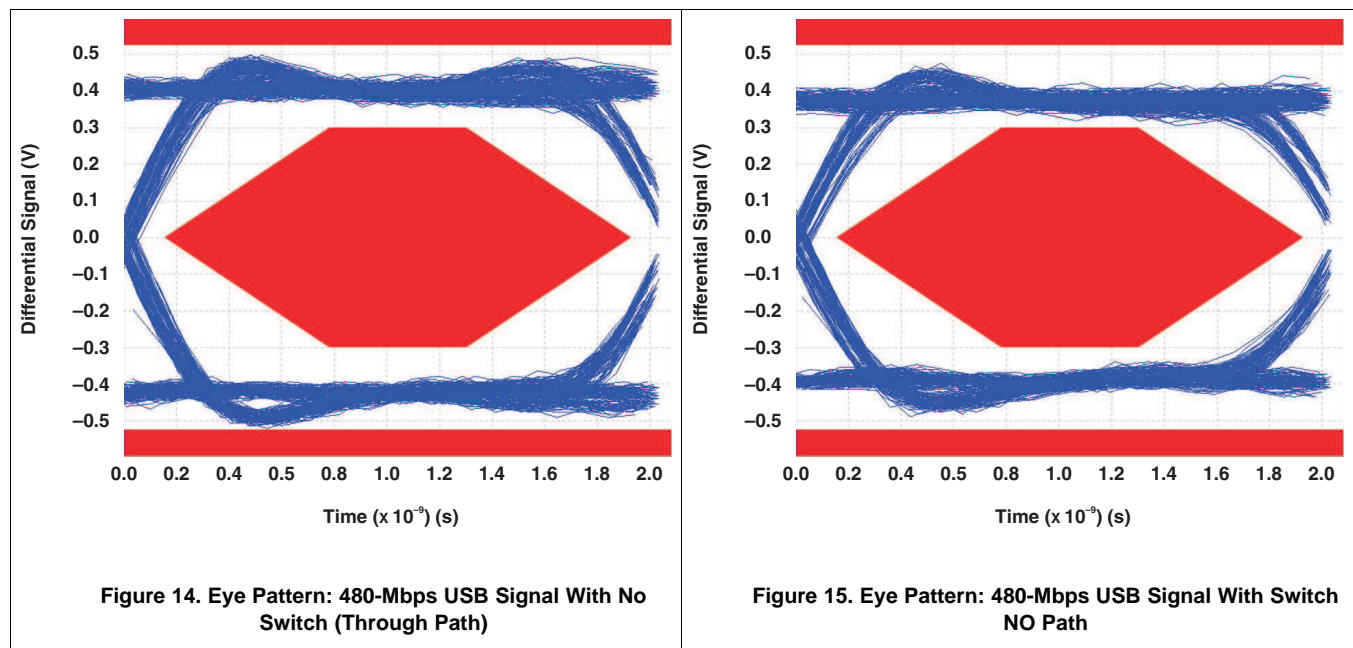 0.5
0.4
0.3
0.2
0.1
0.0
–0.1
–0.2
–0.3
–0.4
–0.5
Differential Signal (V)
0.0 0.2 0.4 0.5 0.8 1.0 1.2 1.4 1.6 1.8 2.0
Time (x 10⁻⁹) (s)
Figure 14. Eye Pattern: 480-Mbps USB Signal With No
Switch (Through Path)
0.5
0.4
0.3
0.2
0.1
0.0
–0.1
–0.2
–0.3
–0.4
–0.5
Differential Signal (V)
0.0 0.2 0.4 0.5 0.8 1.0 1.2 1.4 1.6 1.8 2.0
Time (x 10⁻⁹) (s)
Figure 15. Eye Pattern: 480-Mbps USB Signal With Switch
NO Path